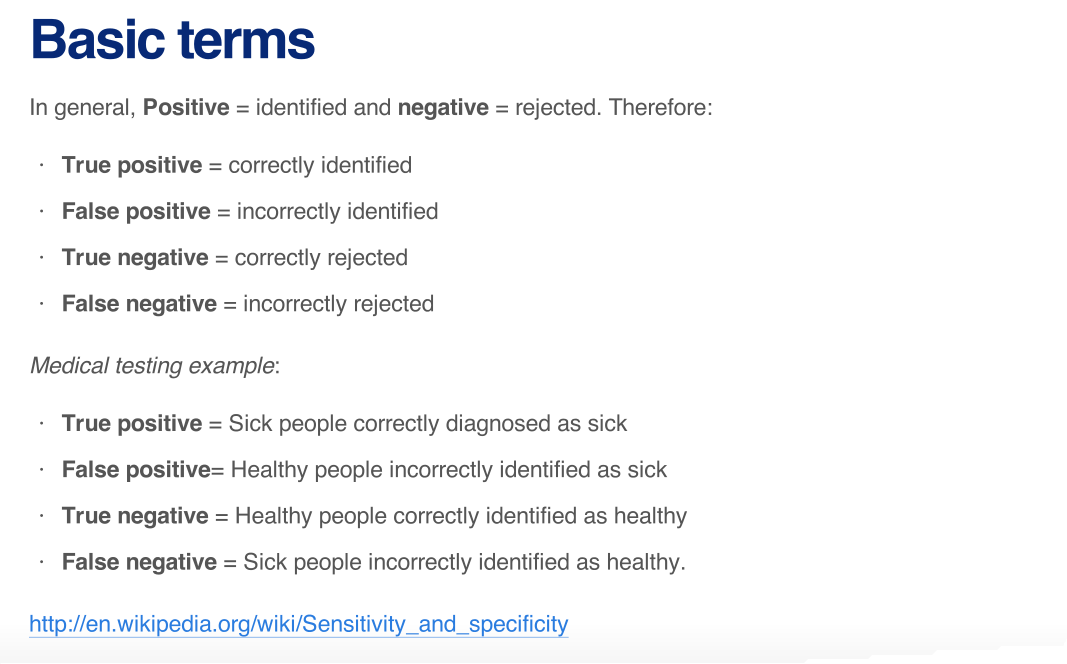 Basic terms
In general, Positive = identified and negative = rejected. Therefore:
· True positive = correctly identified
· False positive = incorrectly identified
· True negative = correctly rejected
· False negative = incorrectly rejected
Medical testing example:
· True positive = Sick people correctly diagnosed as sick
· False positive= Healthy people incorrectly identified as sick
· True negative = Healthy people correctly identified as healthy
· False negative = Sick people incorrectly identified as healthy.
http://en.wikipedia.org/wiki/Sensitivity_and_specificity